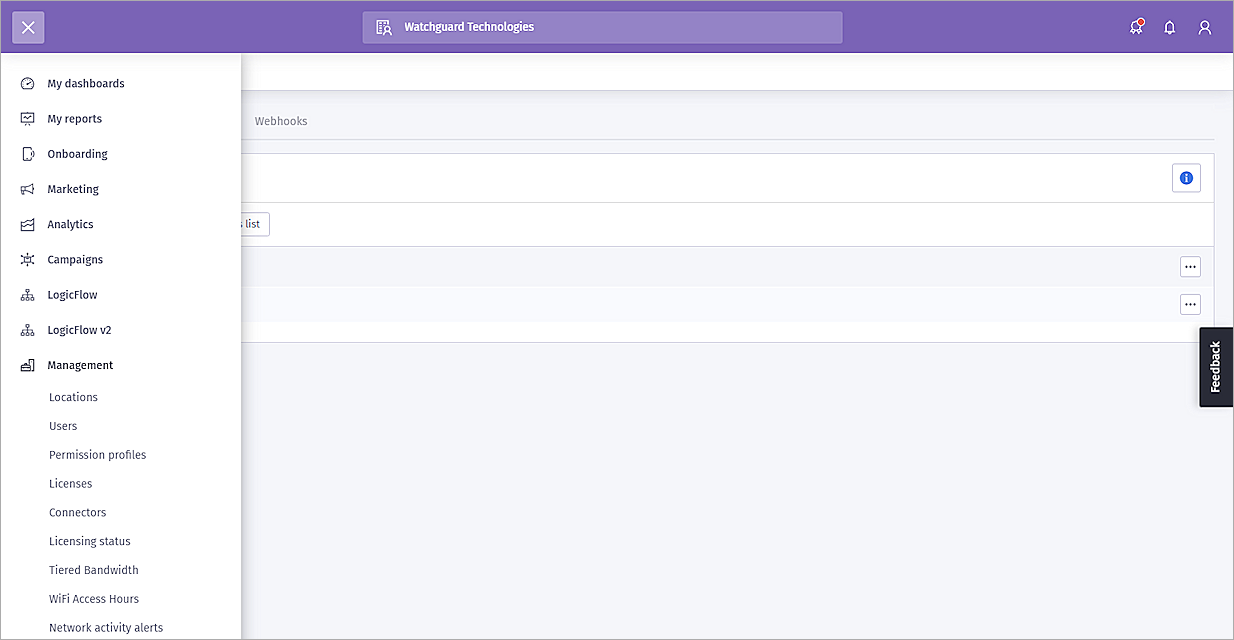 Watchguard Technologies
My dashboards
My reports
Onboarding
Marketing
Analytics
Campaigns
LogicFlow
LogicFlow v2
Management
Locations
Users
Permission profiles
Licenses
Connectors
Licensing status
Tiered Bandwidth
WiFi Access Hours
Network activity alerts
Webhooks
s list
Feedback